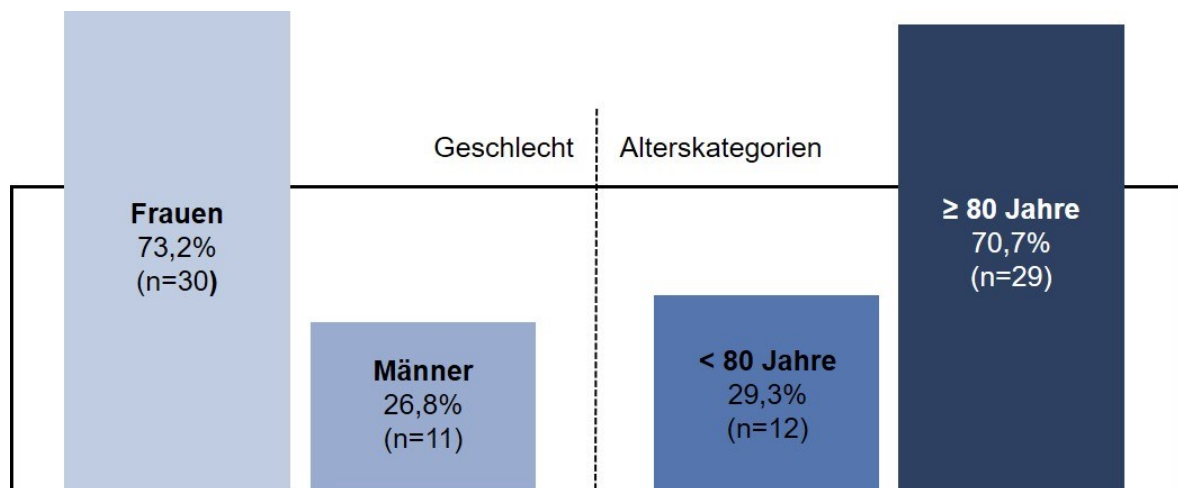 Geschlecht
Alterskategorien
Frauen
73,2%
(n=30)
Männer
26,8%
(n=11)
< 80 Jahre
29,3%
(n=12)
≥ 80 Jahre
70,7%
(n=29)